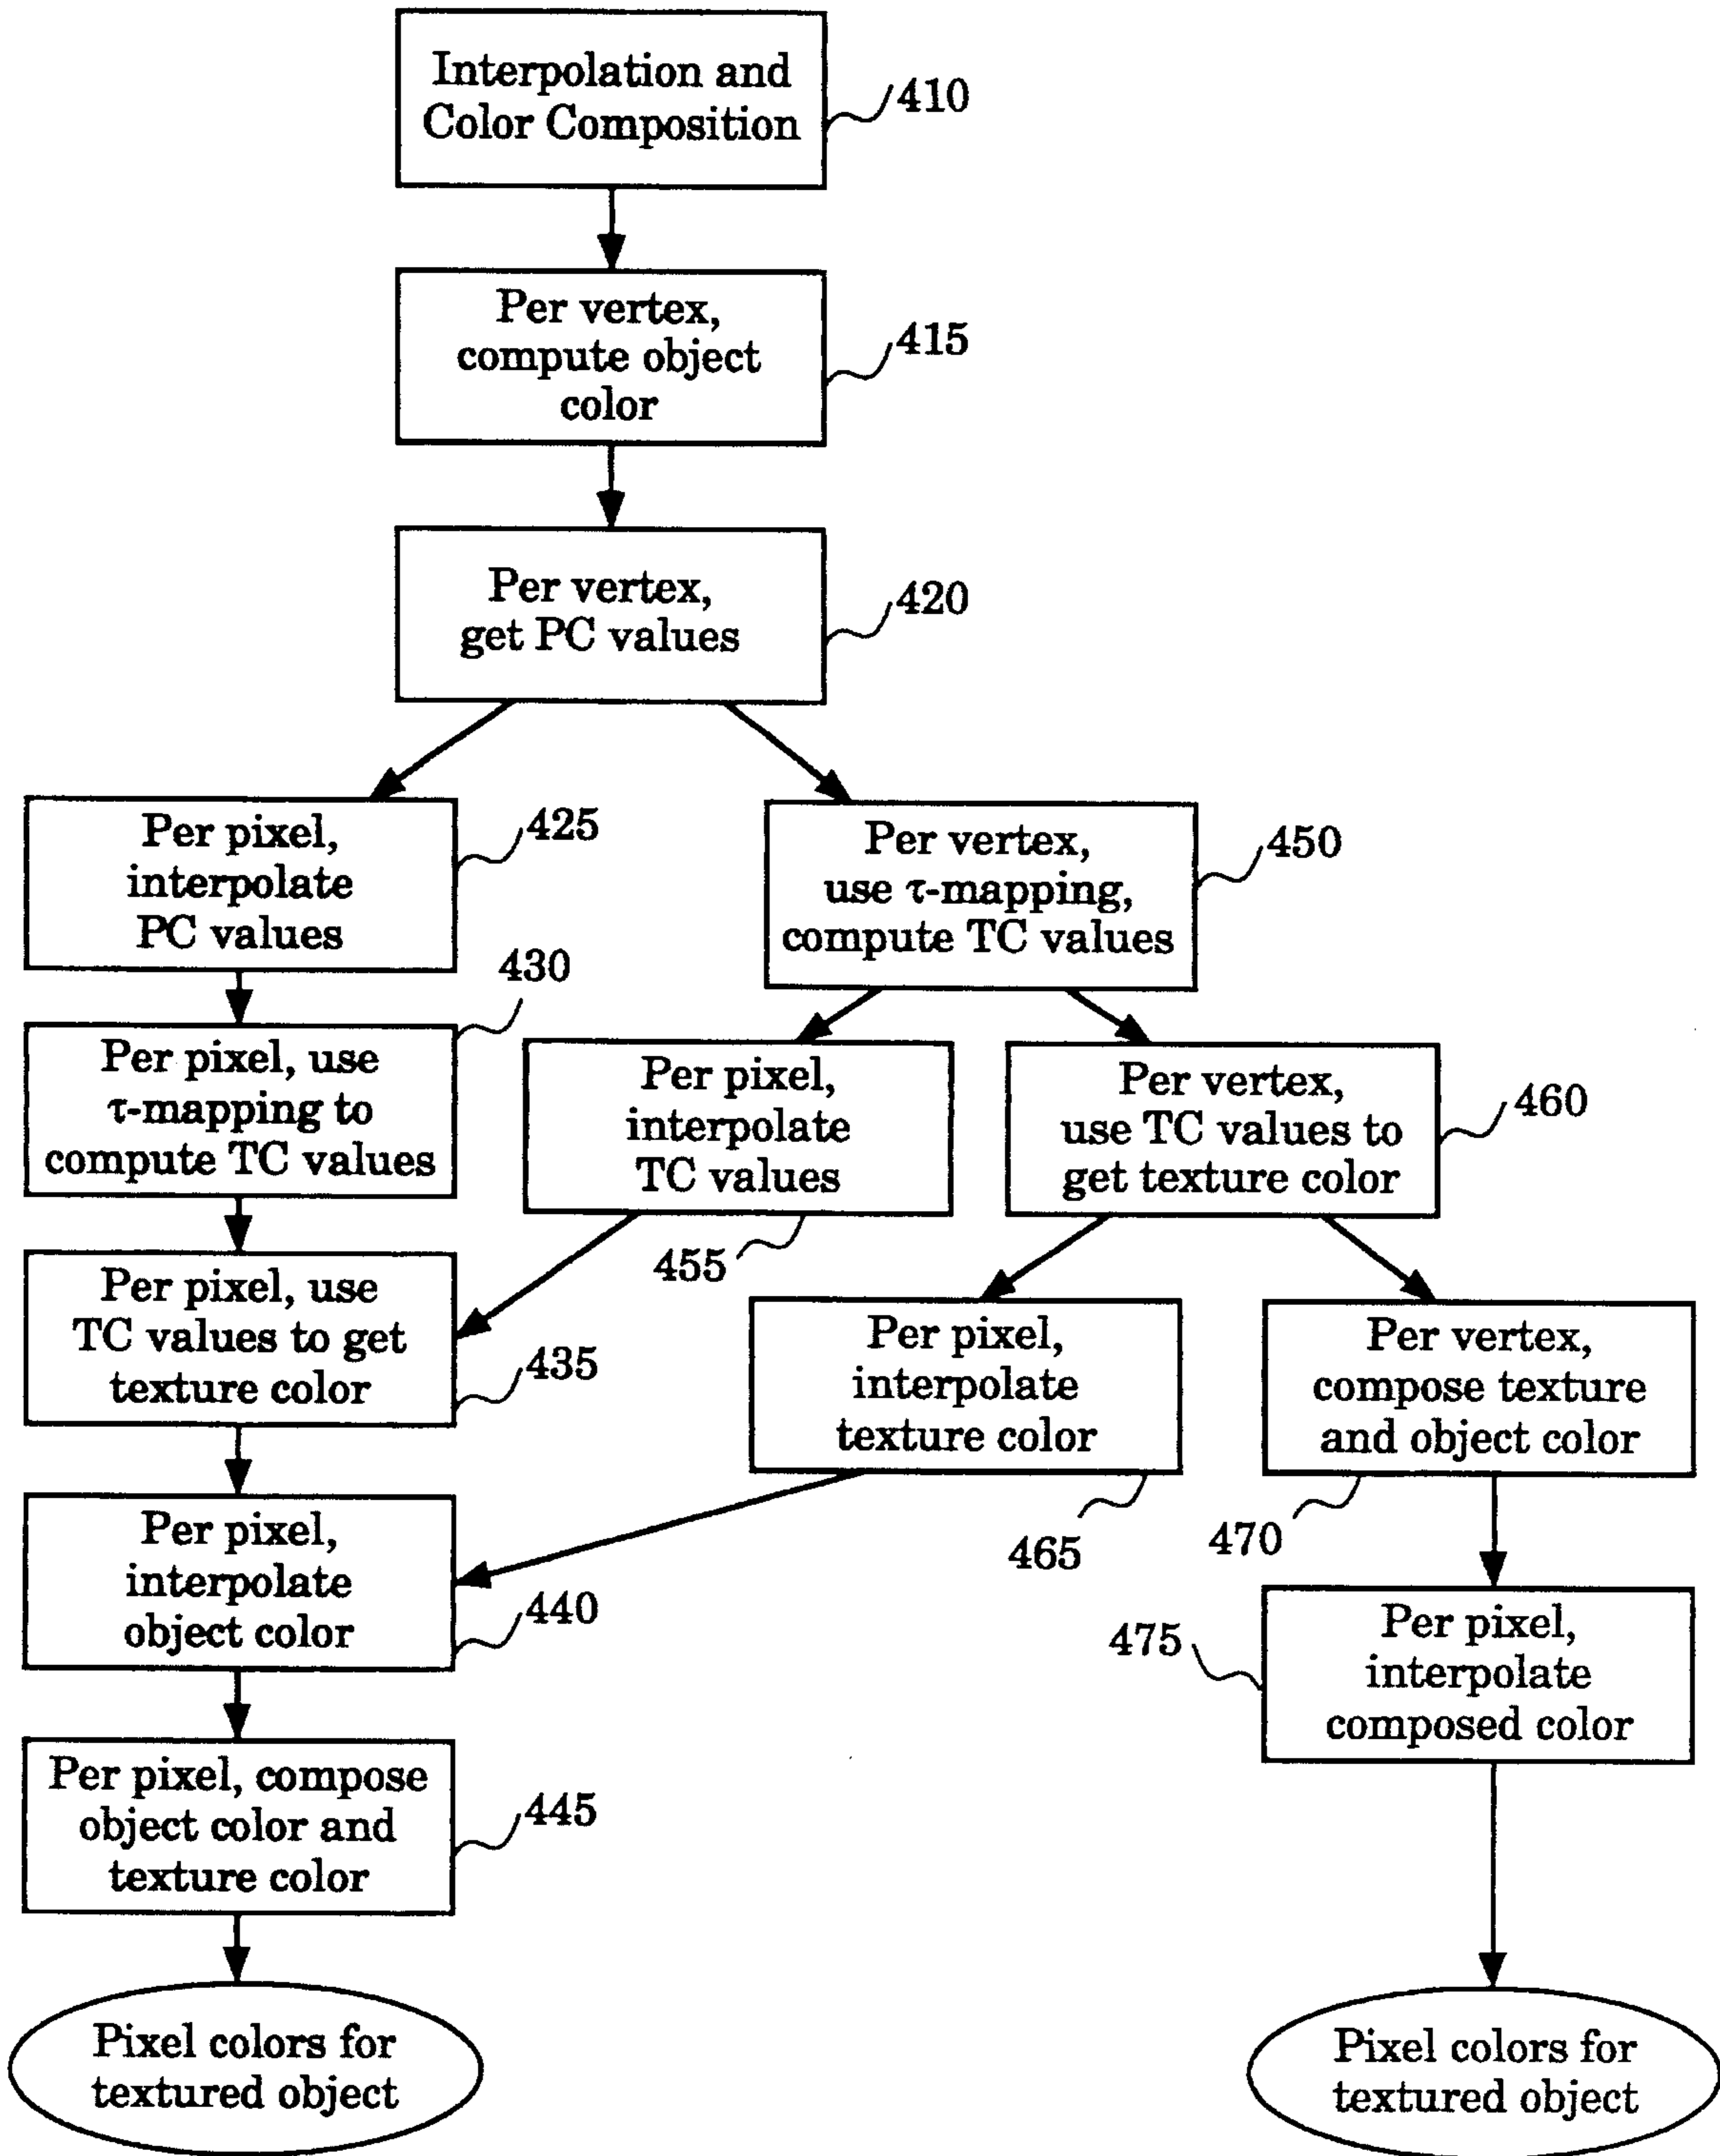 Interpolation and
Color Composition
410
Per vertex,
compute object
color
415
Per vertex,
get PC values
420
Per pixel,
interpolate
PC values
425
Per vertex,
use τ-mapping,
compute TC values
450
430
Per pixel, use
τ-mapping to
compute TC values
Per pixel,
interpolate
TC values
455
Per vertex,
use TC values to
get texture color
460
Per pixel, use
TC values to get
texture color
435
Per pixel,
interpolate
texture color
465
Per vertex,
compose texture
and object color
470
Per pixel,
interpolate
object color
440
475
Per pixel,
interpolate
composed color
Per pixel, compose
object color and
texture color
445
Pixel colors for
textured object
Pixel colors for
textured object